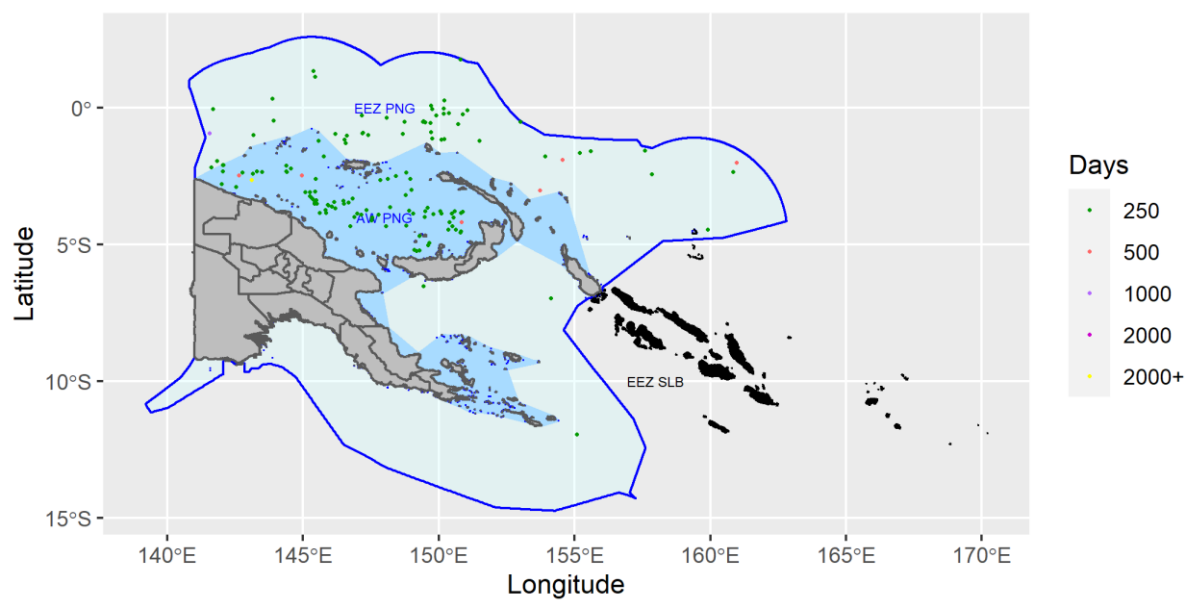 0°
5°S
10°S
15°S
Latitude
EEZ PNG
AW PNG
EEZ SLB
140°E
145°E
150°E
155°E
160°E
165°E
170°E
Longitude
Days
250
500
1000
2000
2000+